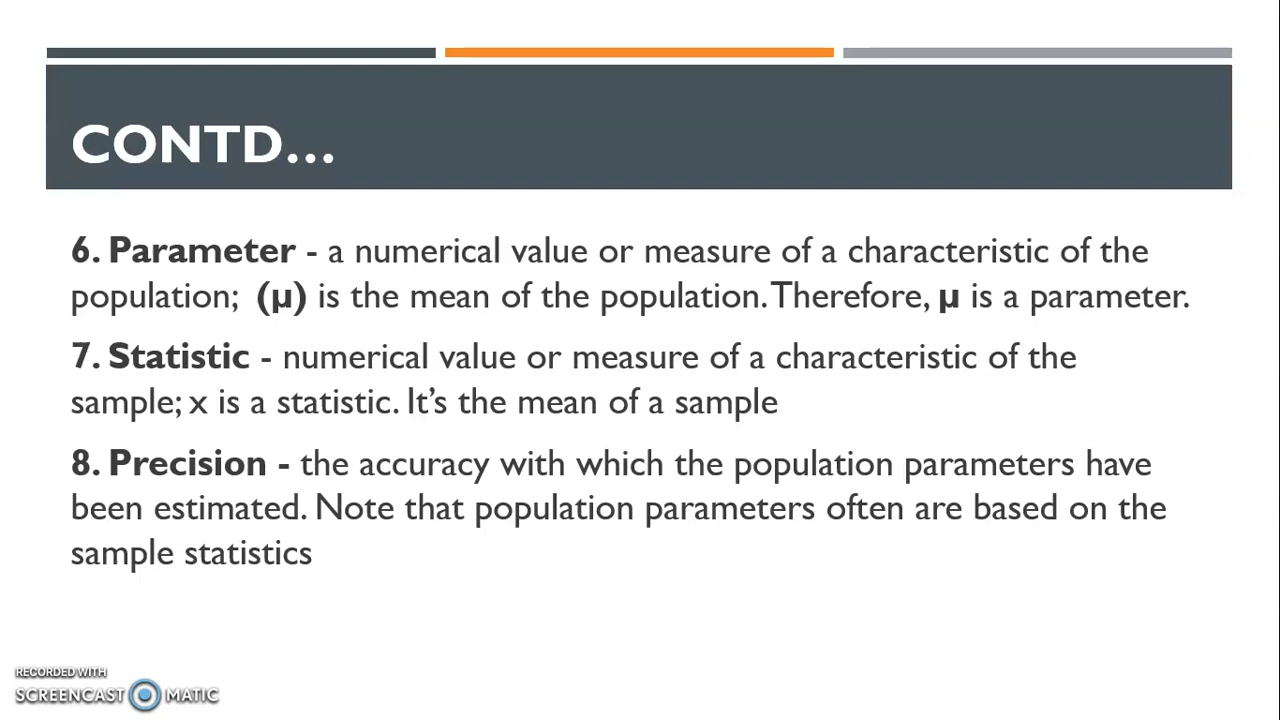 CONTD...
6. Parameter - a numerical value or measure of a characteristic of the
population; (µ) is the mean of the population. Therefore, µ is a parameter.
7. Statistic - numerical value or measure of a characteristic of the
sample; x is a statistic. It’s the mean of a sample
8. Precision - the accuracy with which the population parameters have
been estimated. Note that population parameters often are based on the
sample statistics
RECORDED WITH
SCREENCAST MATIC